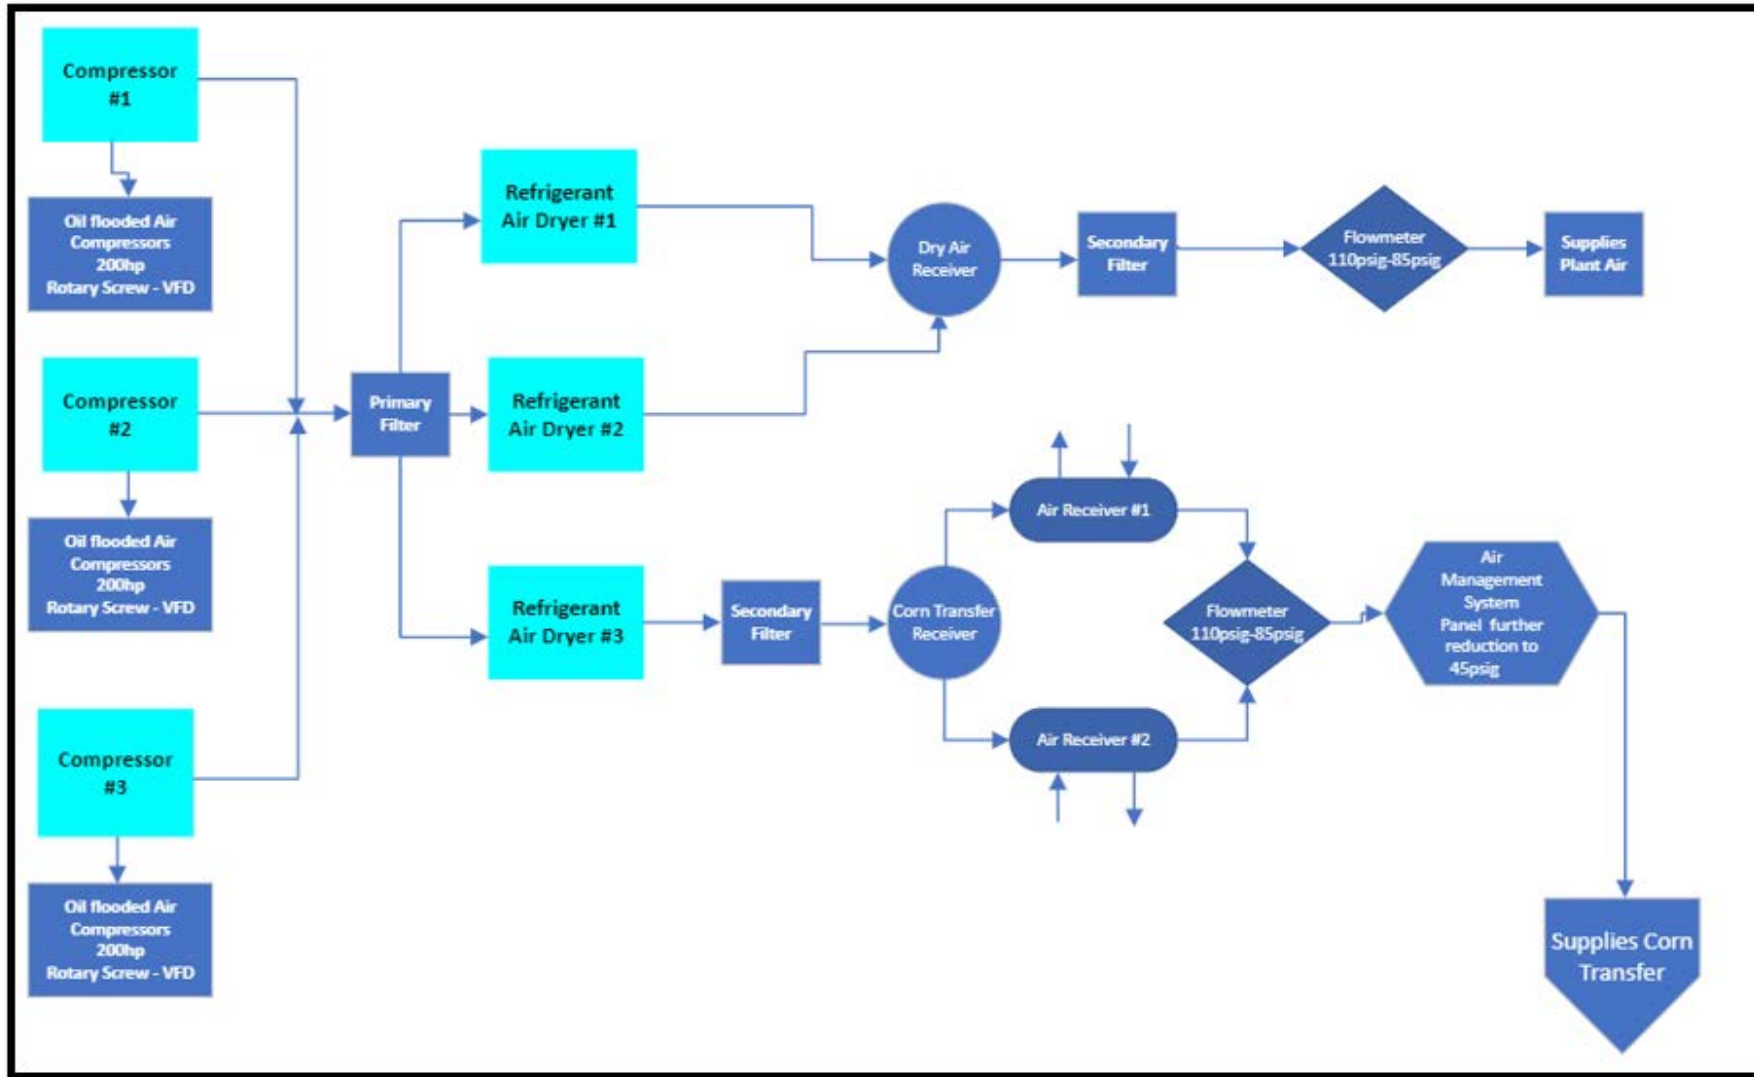 Compressor
#1
Oil flooded Air
Compressors
200hp
Rotary Screw - VFD
Compressor
#2
Oil flooded Air
Compressors
200hp
Rotary Screw - VFD
Compressor
#3
Oil flooded Air
Compressors
200hp
Rotary Screw - VFD
Primary
Filter
Refrigerant
Air Dryer #1
Refrigerant
Air Dryer #2
Refrigerant
Air Dryer #3
Dry Air
Receiver
Secondary
Filter
Flowmeter
110psig-85psig
Supplies
Plant Air
Secondary
Filter
Corn Transfer
Receiver
Air Receiver #1
Air Receiver #2
Flowmeter
110psig-85psig
Air
Management
System
Panel further
reduction to
45psig
Supplies Corn
Transfer